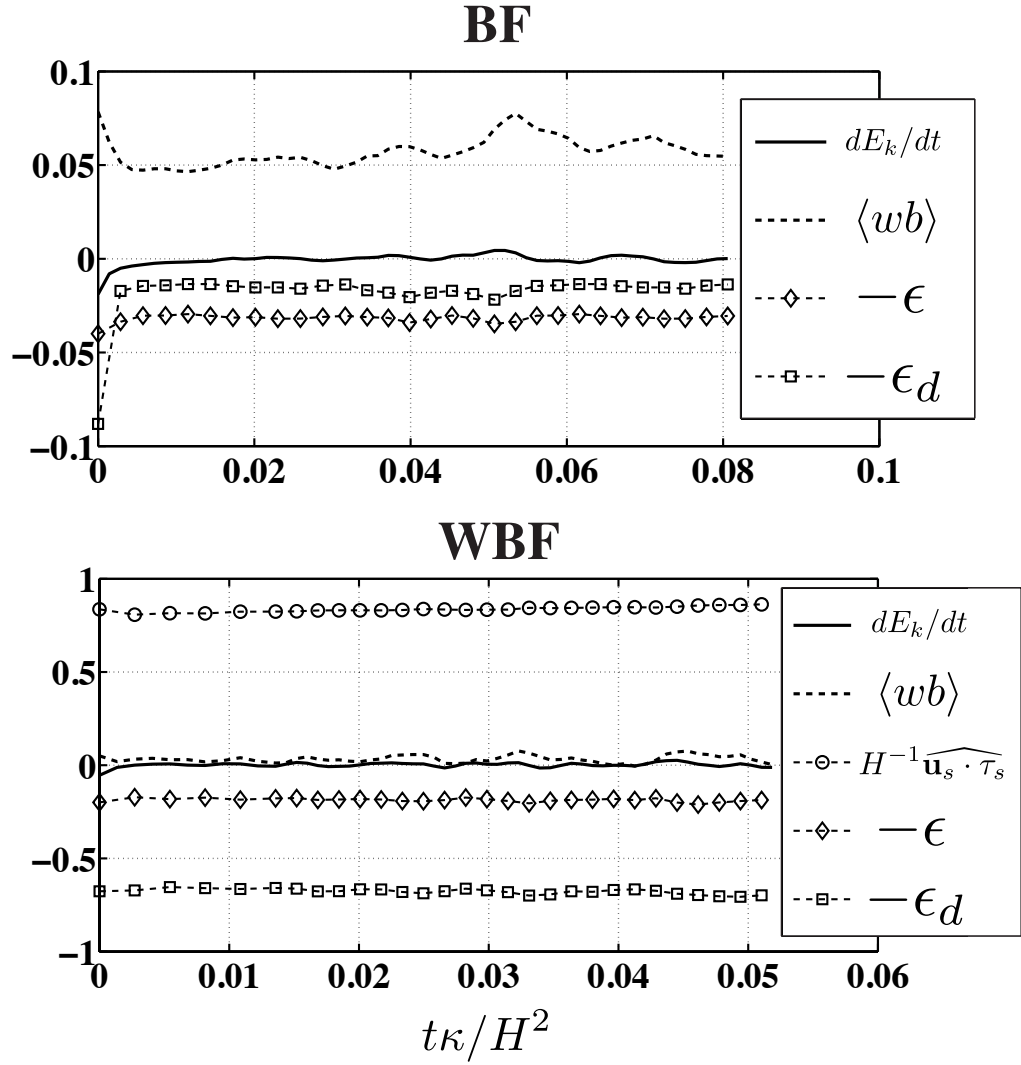 BF
0.1
0.05
0
−0.05
−0.1
0 0.02 0.04 0.06 0.08 0.1
dE_k/dt
⟨wb⟩
—ϵ
—ϵ_d
WBF
1
0.5
0
−0.5
−1
0 0.01 0.02 0.03 0.04 0.05 0.06
dE_k/dt
⟨wb⟩
H^{−1}\widehat{u_s · τ_s}
—ϵ
—ϵ_d
tκ/H²